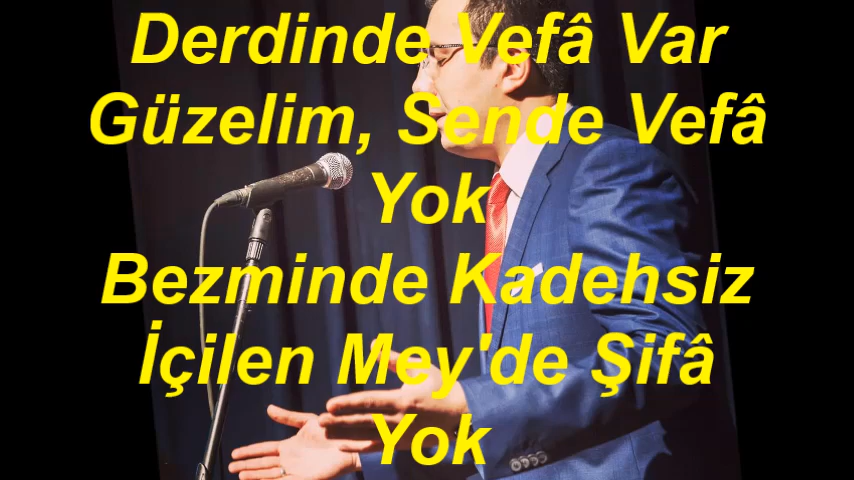 Derdinde Vefâ Var
Güzelim, Sende Vefâ
Yok
Bezminde Kadehsiz
İçilen Mey'de Şifâ
Yok